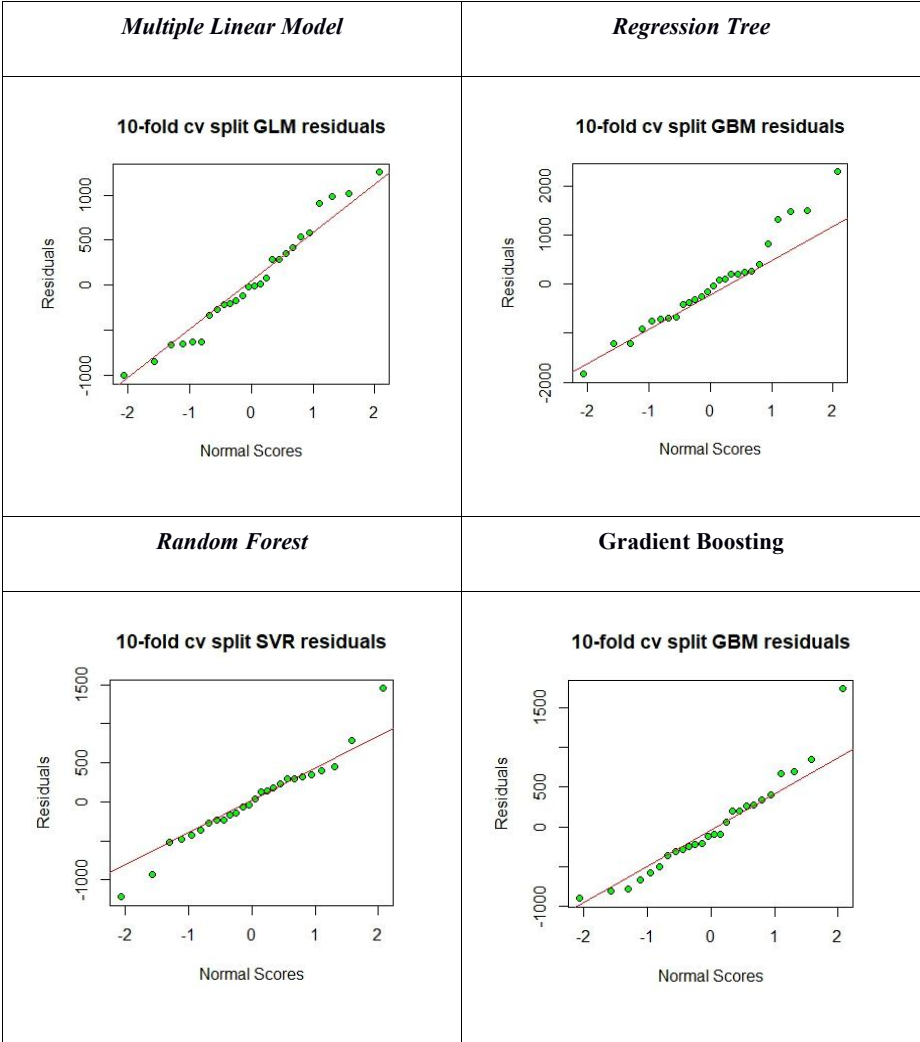 Multiple Linear Model
Regression Tree
10-fold cv split GLM residuals
Residuals
1000
500
0
-1000
-2
-1
0
1
2
Normal Scores
10-fold cv split GBM residuals
Residuals
2000
1000
0
-2000
-2
-1
0
1
2
Normal Scores
Random Forest
Gradient Boosting
10-fold cv split SVR residuals
Residuals
1500
500
0
-1000
-2
-1
0
1
2
Normal Scores
10-fold cv split GBM residuals
Residuals
1500
500
0
-1000
-2
-1
0
1
2
Normal Scores